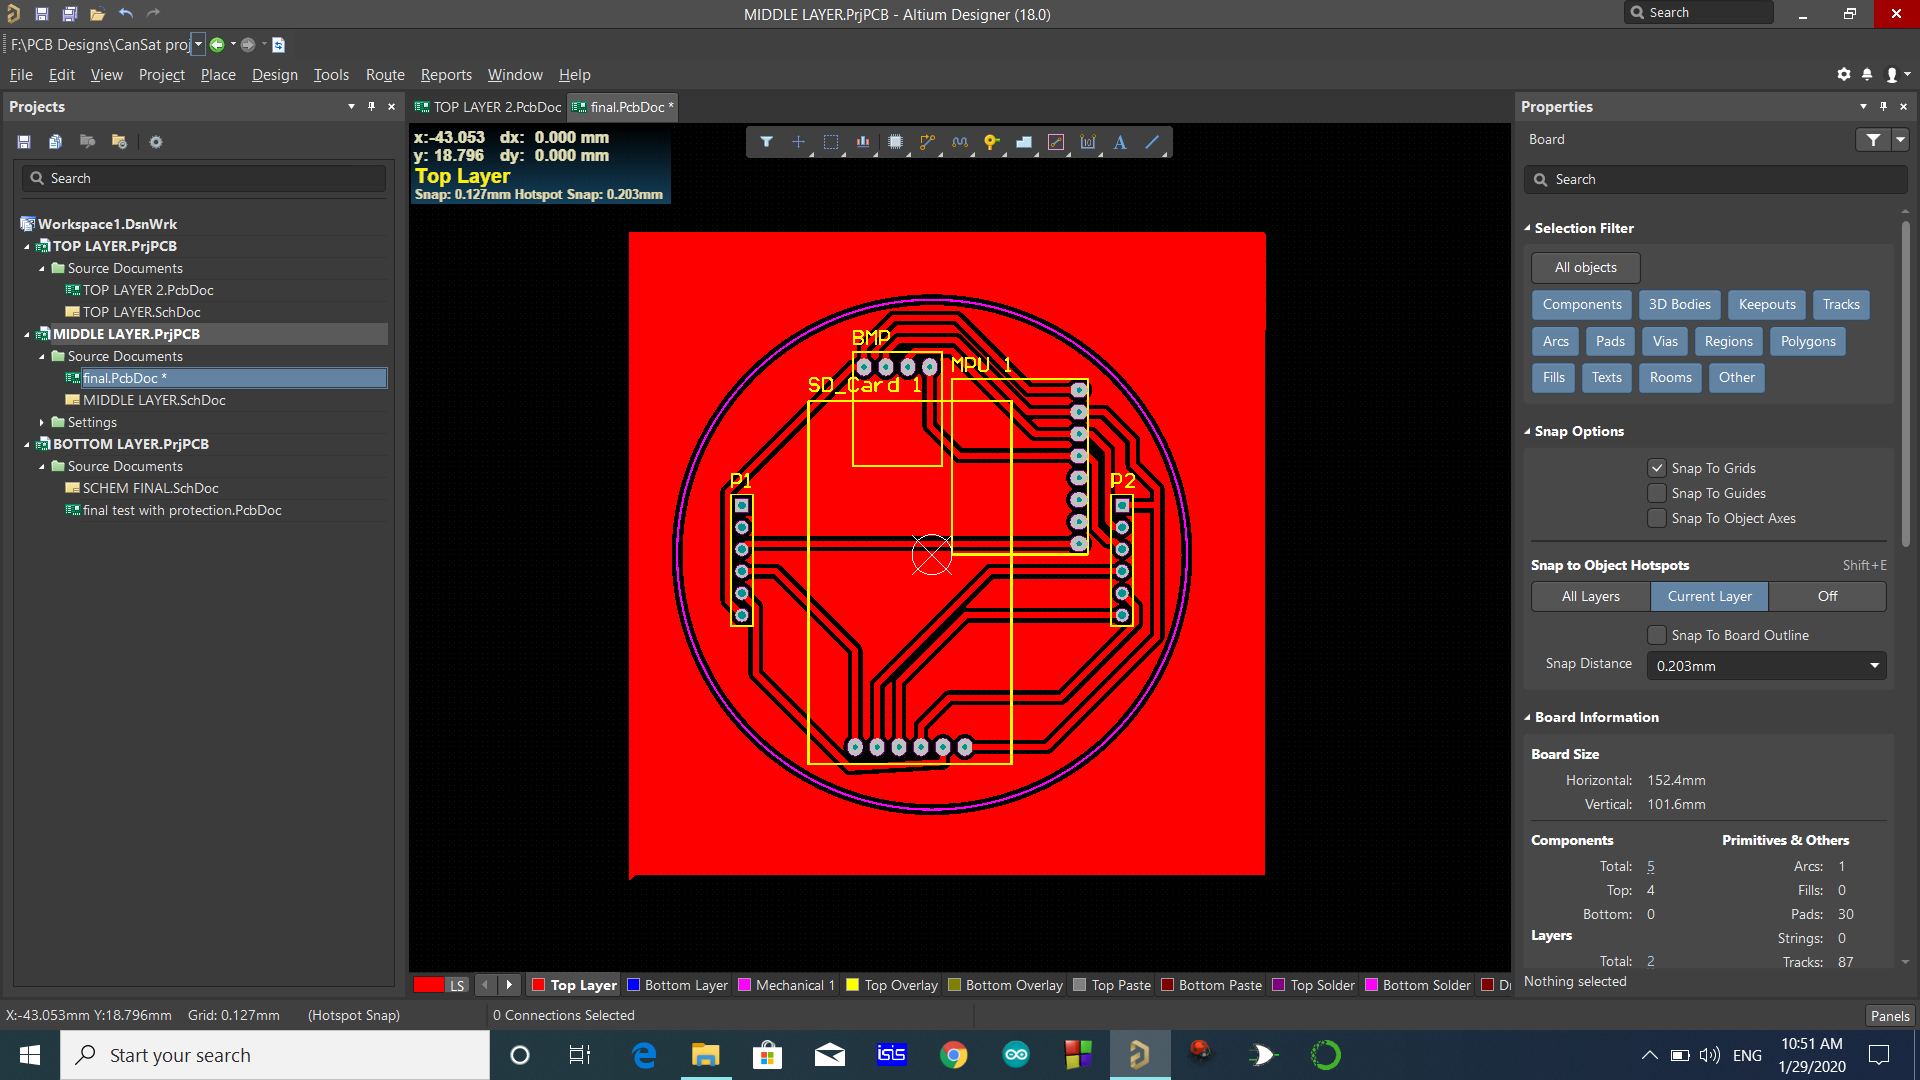 MIDDLE LAYER.PrjPCB - Altium Designer (18.0)
Search
F:\PCB Designs\CanSat proj
File Edit View Project Place Design Tools Route Reports Window Help
Projects
TOP LAYER 2.PcbDoc
final.PcbDoc *
Properties
Search
Workspace1.DsnWrk
TOP LAYER.PrjPCB
Source Documents
TOP LAYER 2.PcbDoc
TOP LAYER.SchDoc
MIDDLE LAYER.PrjPCB
Source Documents
final.PcbDoc *
MIDDLE LAYER.SchDoc
Settings
BOTTOM LAYER.PrjPCB
Source Documents
SCHEM FINAL.SchDoc
final test with protection.PcbDoc
x:-43.053 dx: 0.000 mm
y: 18.796 dy: 0.000 mm
Top Layer
Snap: 0.127mm Hotspot Snap: 0.203mm
BMP
MPU 1
SD_Card 1
P1
P2
Board
Search
Selection Filter
All objects
Components 3D Bodies Keepouts Tracks
Arcs Pads Vias Regions Polygons
Fills Texts Rooms Other
Snap Options
Snap To Grids
Snap To Guides
Snap To Object Axes
Snap to Object Hotspots Shift+E
All Layers Current Layer Off
Snap To Board Outline
Snap Distance 0.203mm
Board Information
Board Size
Horizontal: 152.4mm
Vertical: 101.6mm
Components Primitives & Others
Total: 5 Arcs: 1
Top: 4 Fills: 0
Bottom: 0 Pads: 30
Layers Strings: 0
Total: 2 Tracks: 87
Nothing selected
LS Top Layer Bottom Layer Mechanical 1 Top Overlay Bottom Overlay Top Paste Bottom Paste Top Solder Bottom Solder
X:-43.053mm Y:18.796mm Grid: 0.127mm (Hotspot Snap) 0 Connections Selected
Panels
Start your search
isis
ENG
10:51 AM
1/29/2020